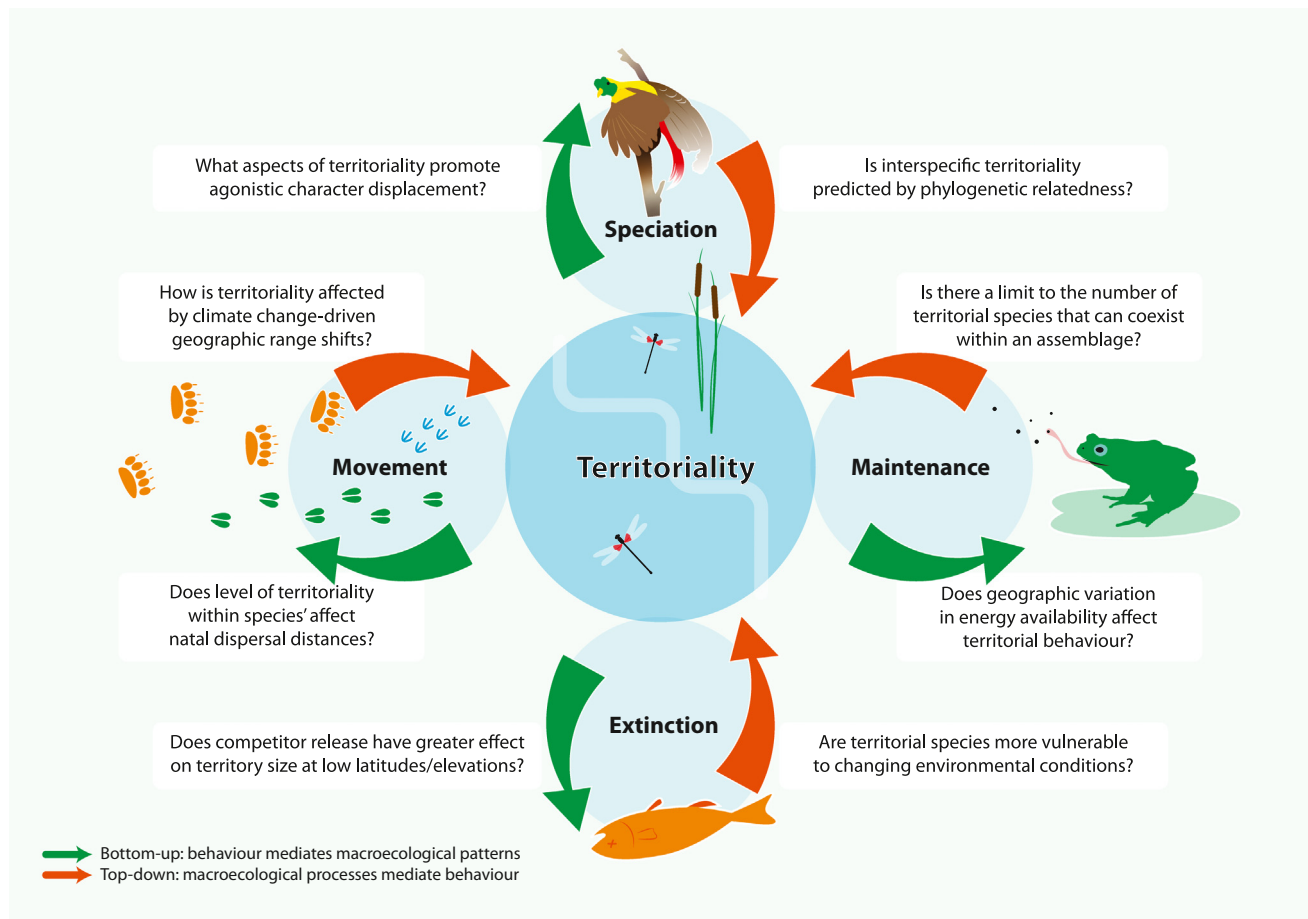 What aspects of territoriality promote
agonistic character displacement?
Is interspecific territoriality
predicted by phylogenetic relatedness?
Speciation
How is territoriality affected
by climate change-driven
geographic range shifts?
Is there a limit to the number of
territorial species that can coexist
within an assemblage?
Movement
Territoriality
Maintenance
Does level of territoriality
within species’ affect
natal dispersal distances?
Does geographic variation
in energy availability affect
territorial behaviour?
Extinction
Does competitor release have greater effect
on territory size at low latitudes/elevations?
Are territorial species more vulnerable
to changing environmental conditions?
Bottom-up: behaviour mediates macroecological patterns
Top-down: macroecological processes mediate behaviour